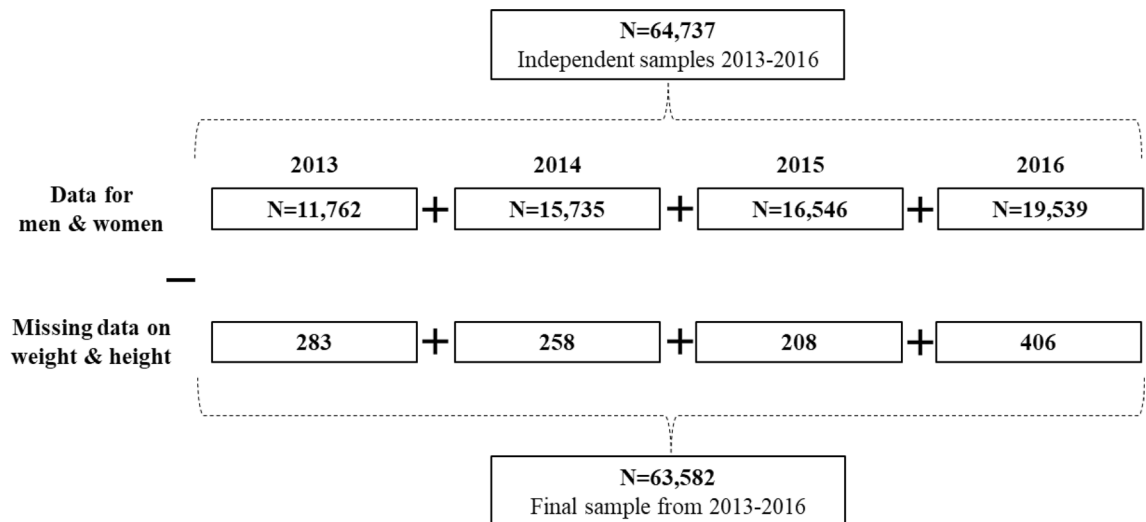 N=64,737
Independent samples 2013-2016
2013 2014 2015 2016
Data for
men & women
N=11,762 + N=15,735 + N=16,546 + N=19,539
−
Missing data on
weight & height
283 + 258 + 208 + 406
N=63,582
Final sample from 2013-2016